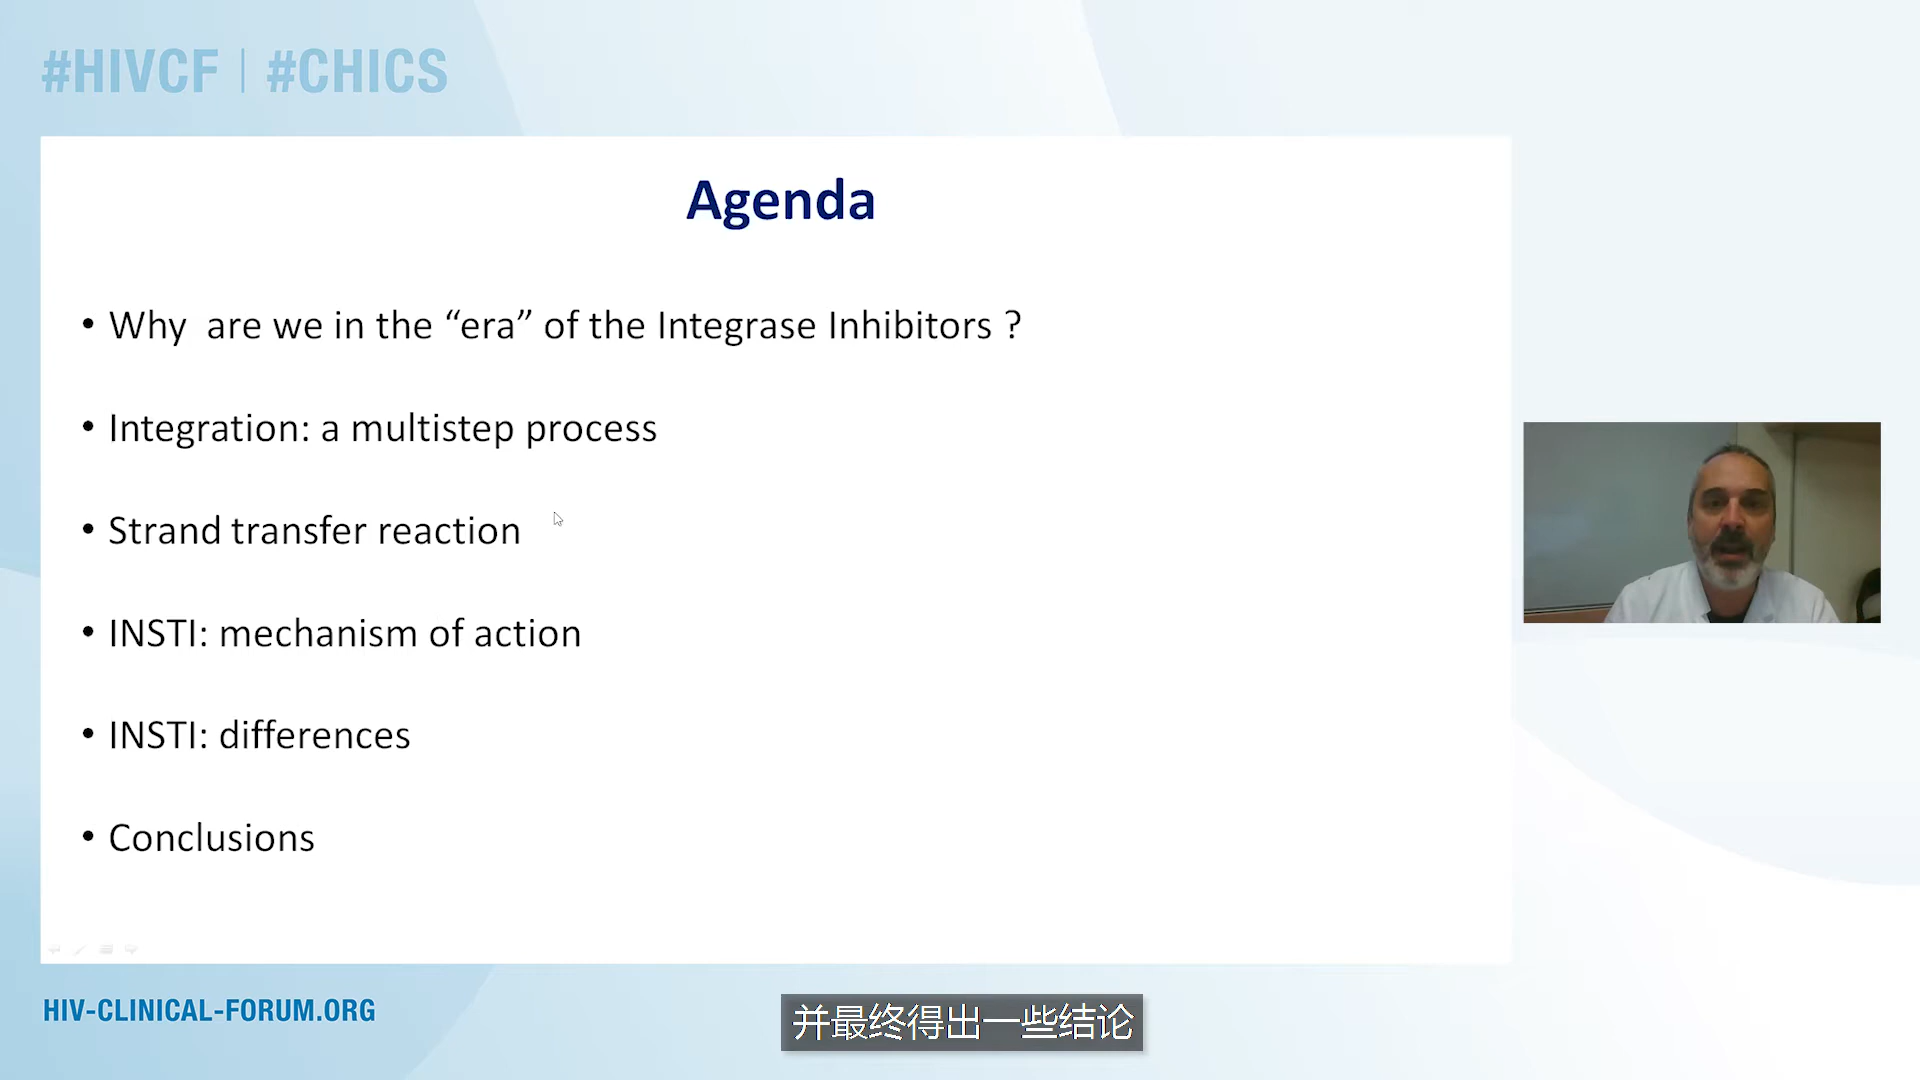 #HIVCF | #CHICS
Agenda
• Why  are we in the “era” of the Integrase Inhibitors ?
• Integration: a multistep process
• Strand transfer reaction
• INSTI: mechanism of action
• INSTI: differences
• Conclusions
HIV-CLINICAL-FORUM.ORG
并最终得出一些结论